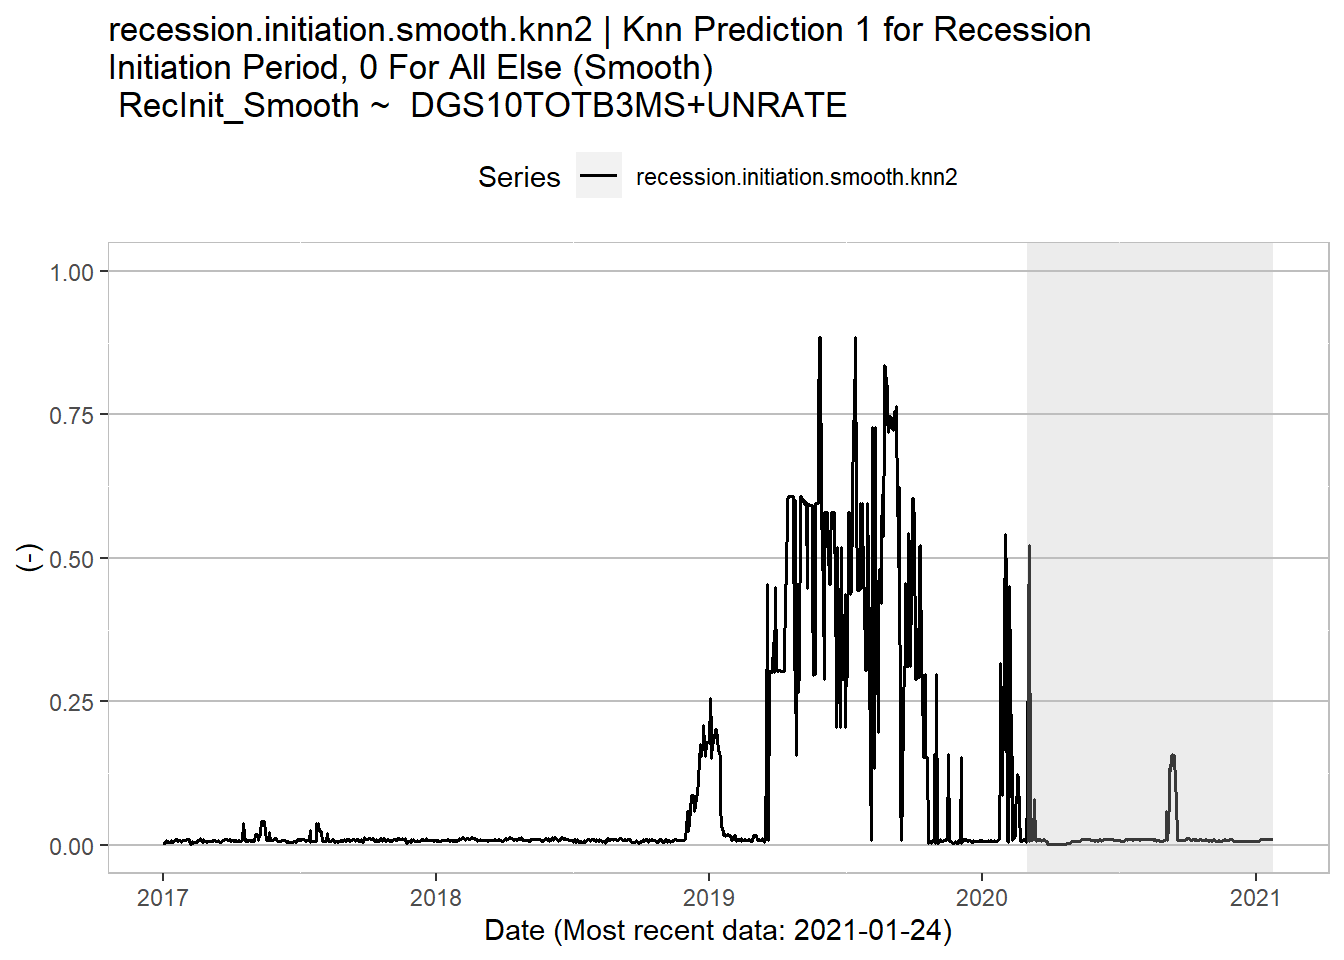 recession.initiation.smooth.knn2 | Knn Prediction 1 for Recession
Initiation Period, 0 For All Else (Smooth)
RecInit_Smooth ~  DGS10TOTB3MS+UNRATE
Series recession.initiation.smooth.knn2
1.00
0.75
0.50
0.25
0.00
(-)
2017 2018 2019 2020 2021
Date (Most recent data: 2021-01-24)